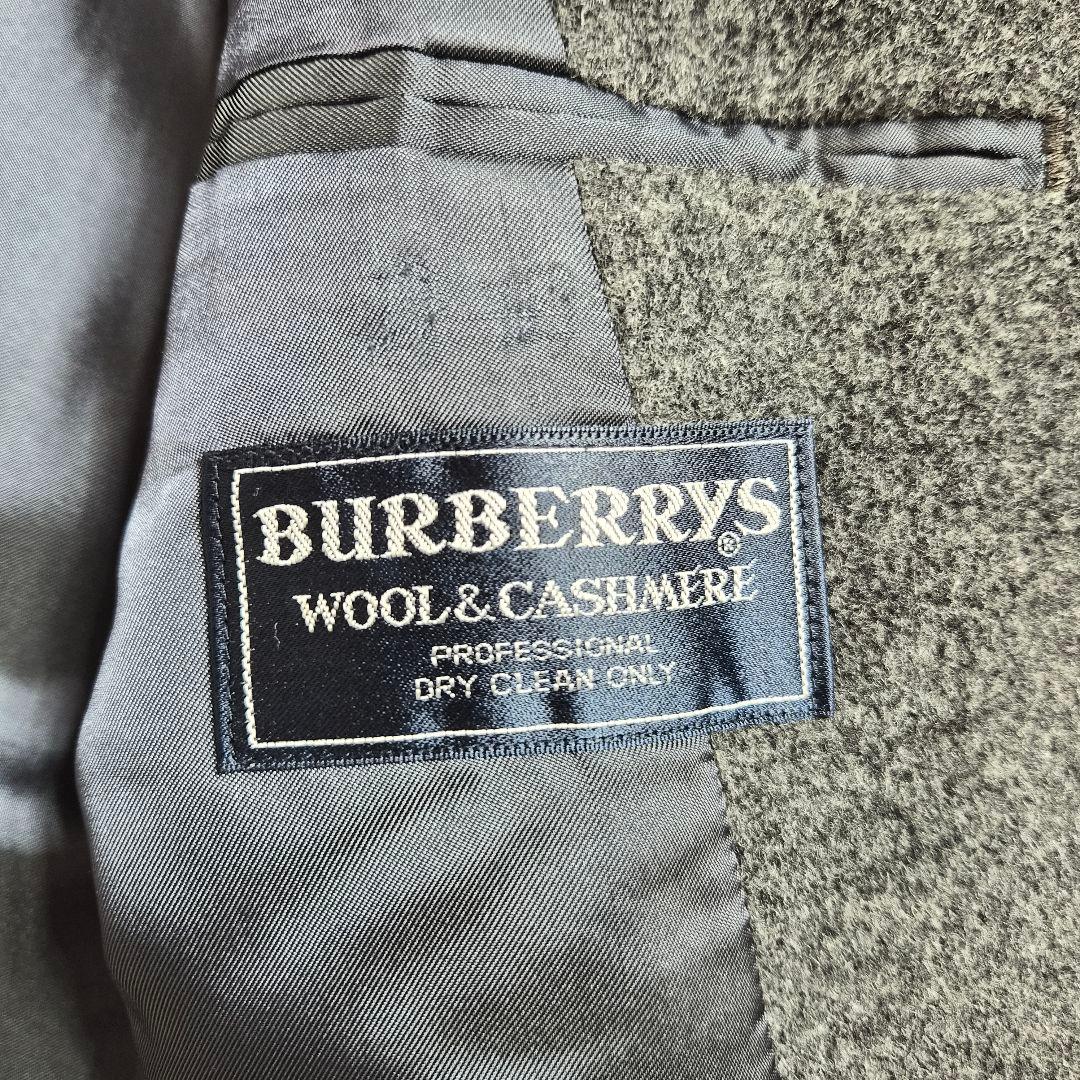 BURBERRYS®
WOOL&CASHMERE
PROFESSIONAL
DRY CLEAN ONLY